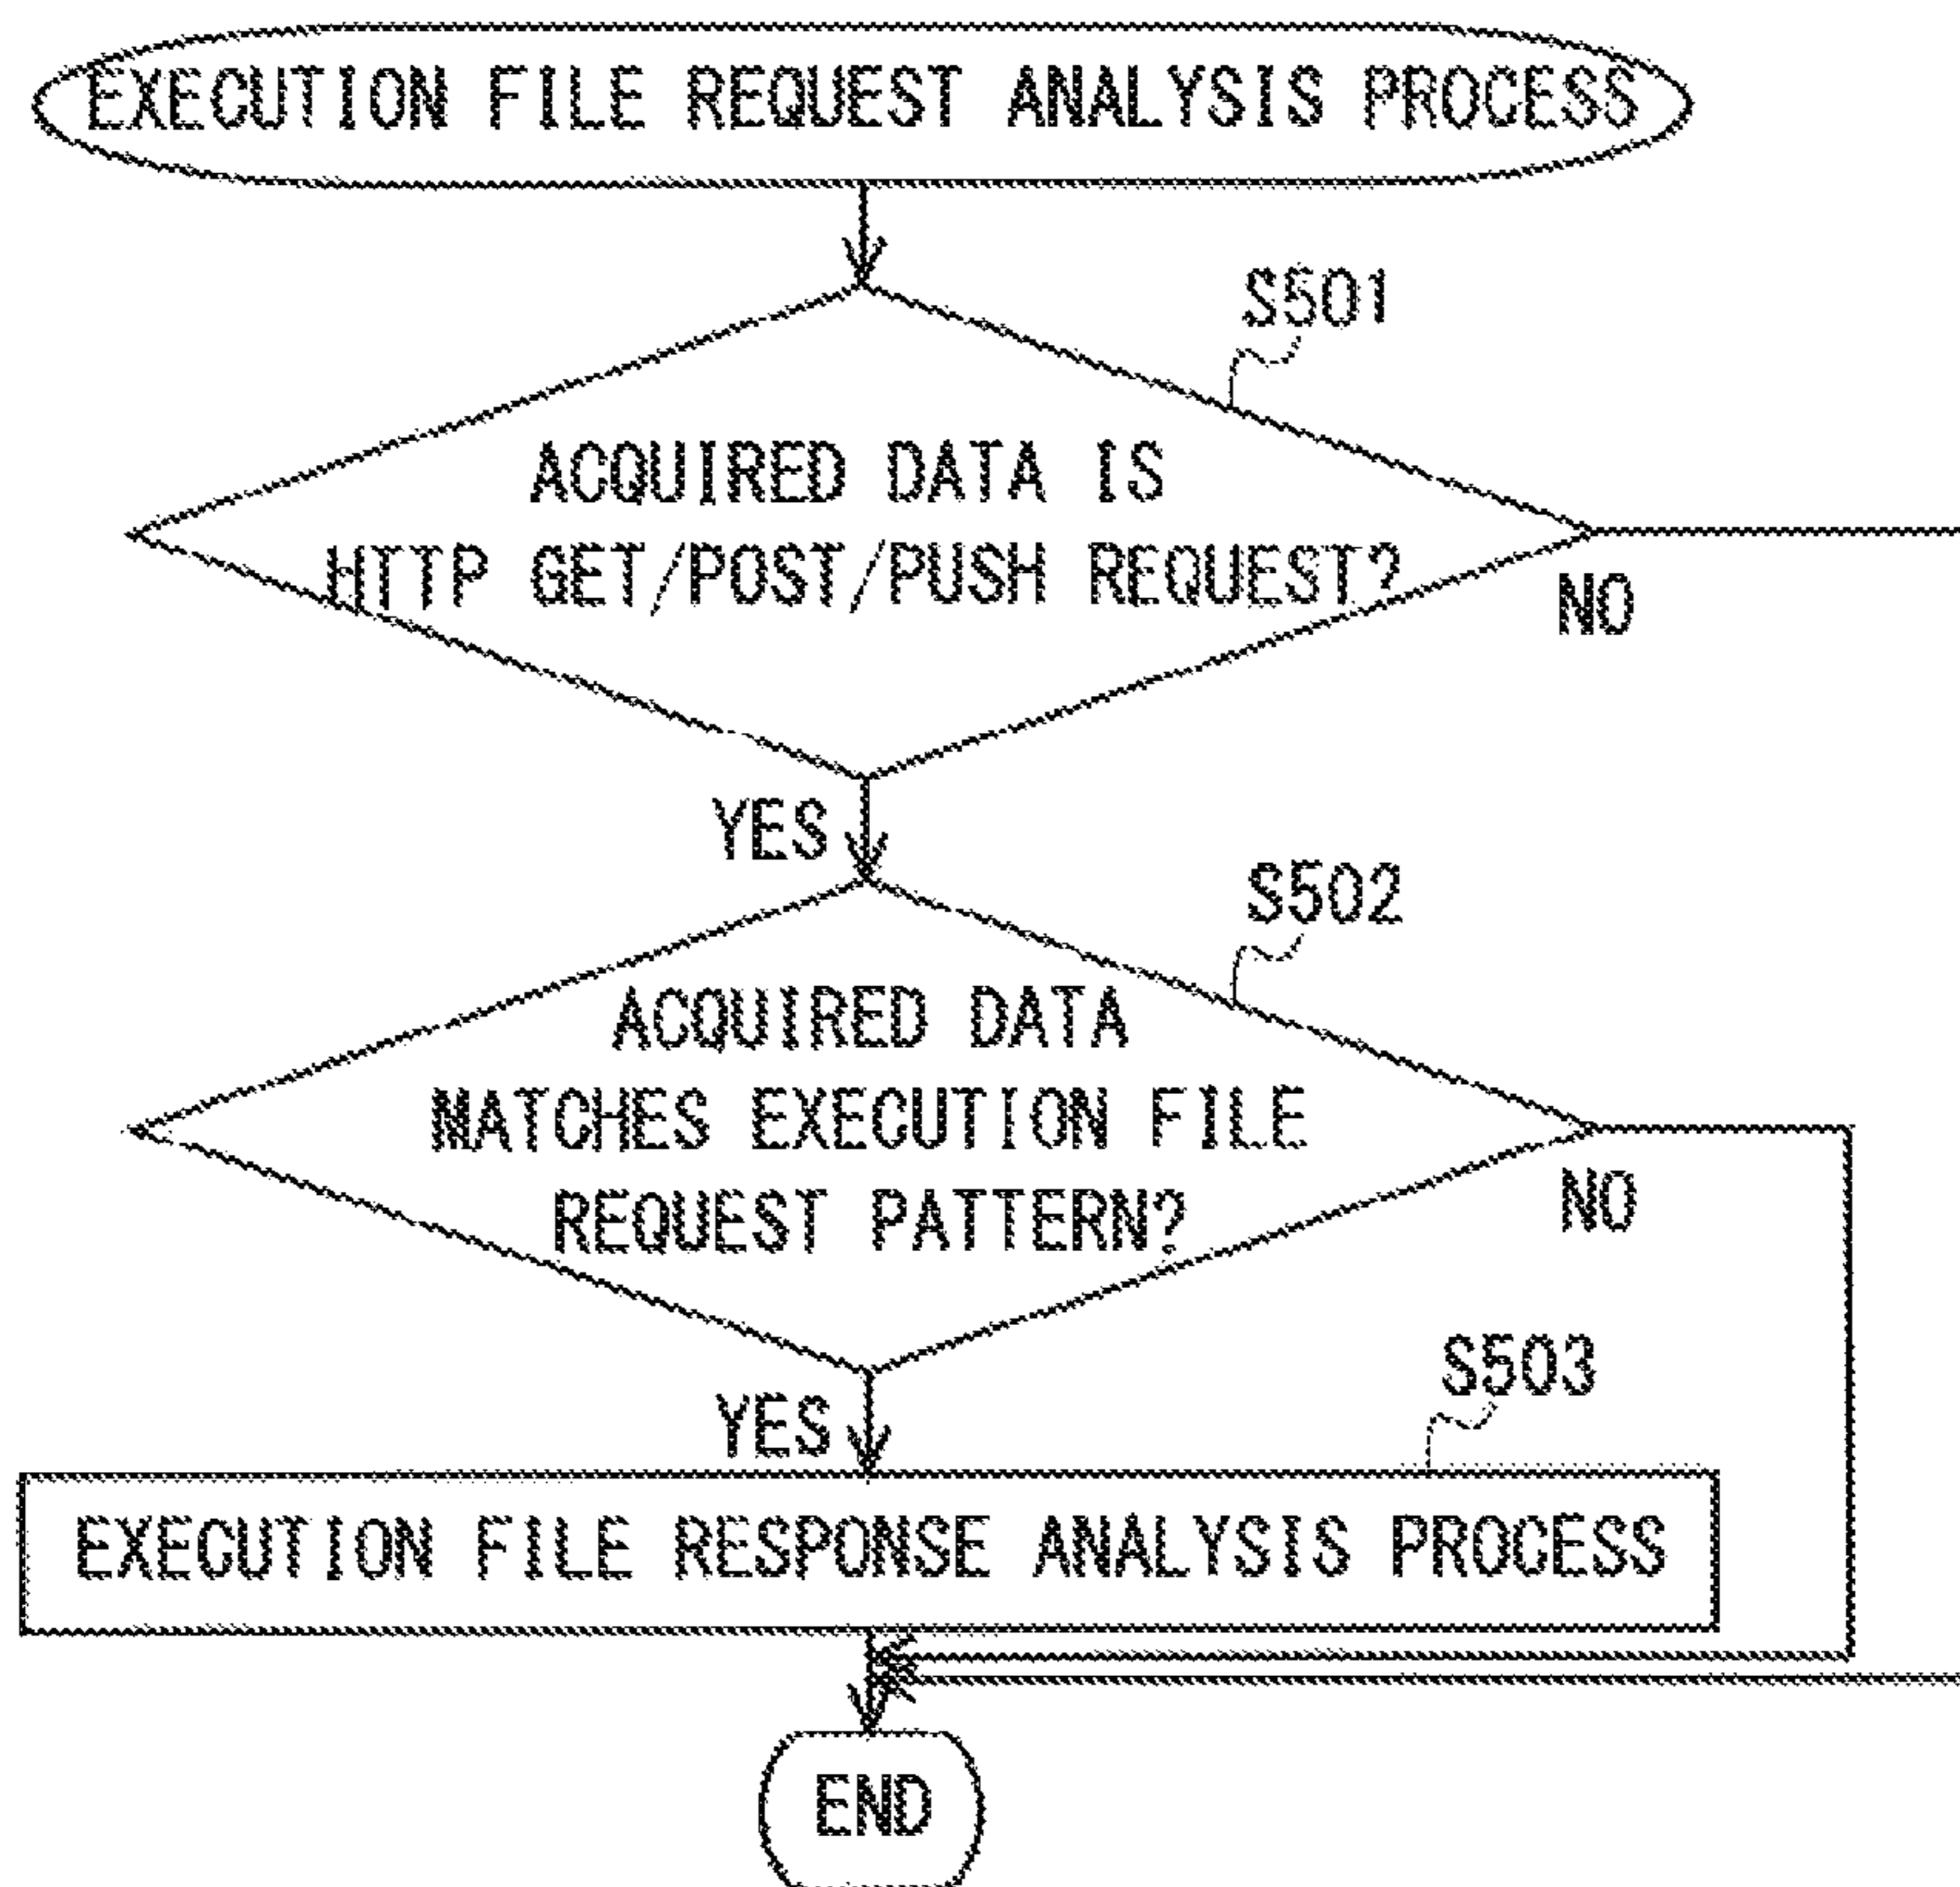 EXECUTION FILE REQUEST ANALYSIS PROCESS
S501
ACQUIRED DATA IS
HTTP GET/POST/PUSH REQUEST?
NO
YES
S502
ACQUIRED DATA
MATCHES EXECUTION FILE
REQUEST PATTERN?
NO
YES
S503
EXECUTION FILE RESPONSE ANALYSIS PROCESS
END